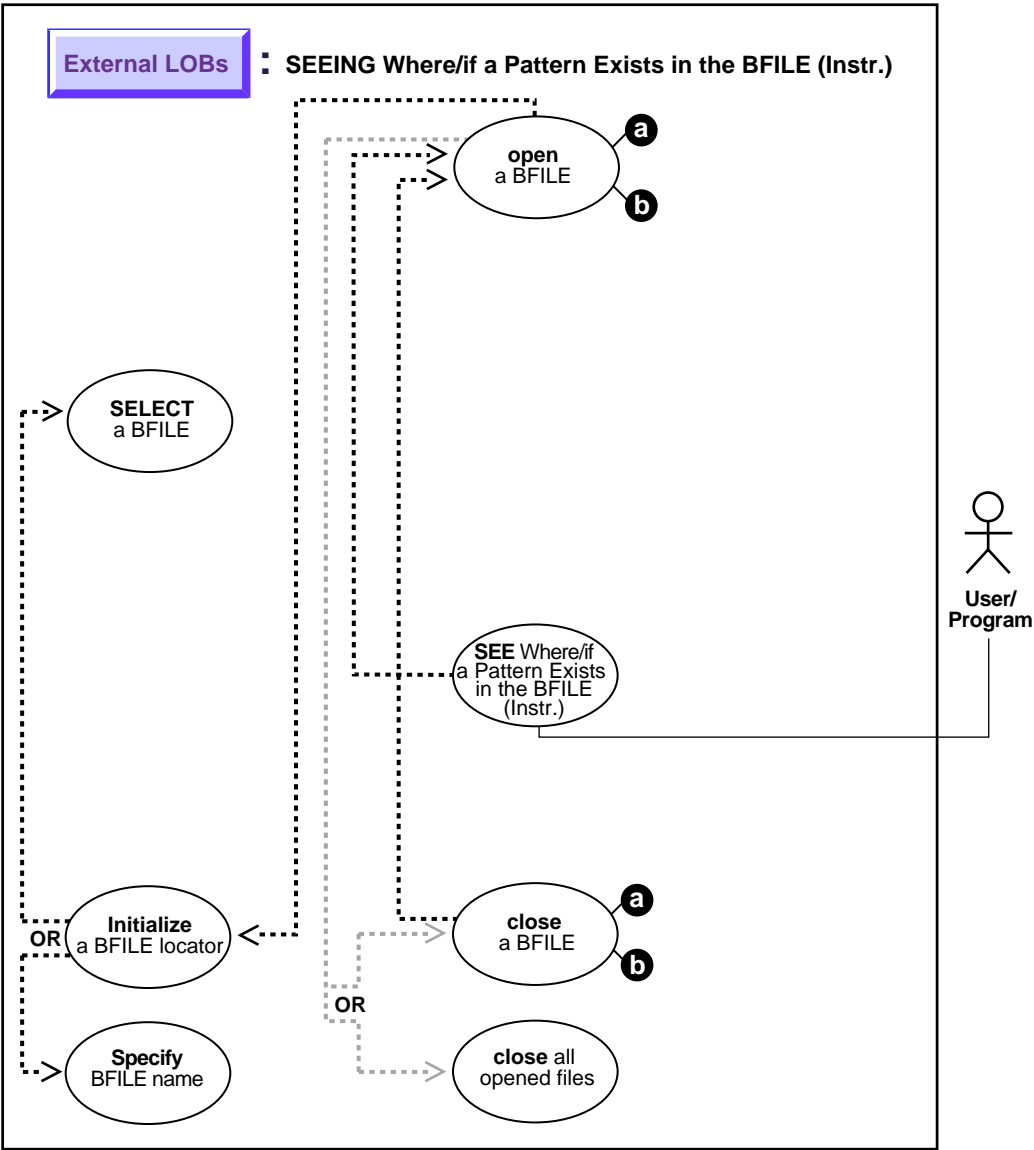 External LOBs : SEEING Where/if a Pattern Exists in the BFILE (Instr.)
open
a BFILE
a
b
SELECT
a BFILE
User/
Program
SEE Where/if
a Pattern Exists
in the BFILE
(Instr.)
Initialize
a BFILE locator
OR
close
a BFILE
a
b
OR
Specify
BFILE name
close all
opened files